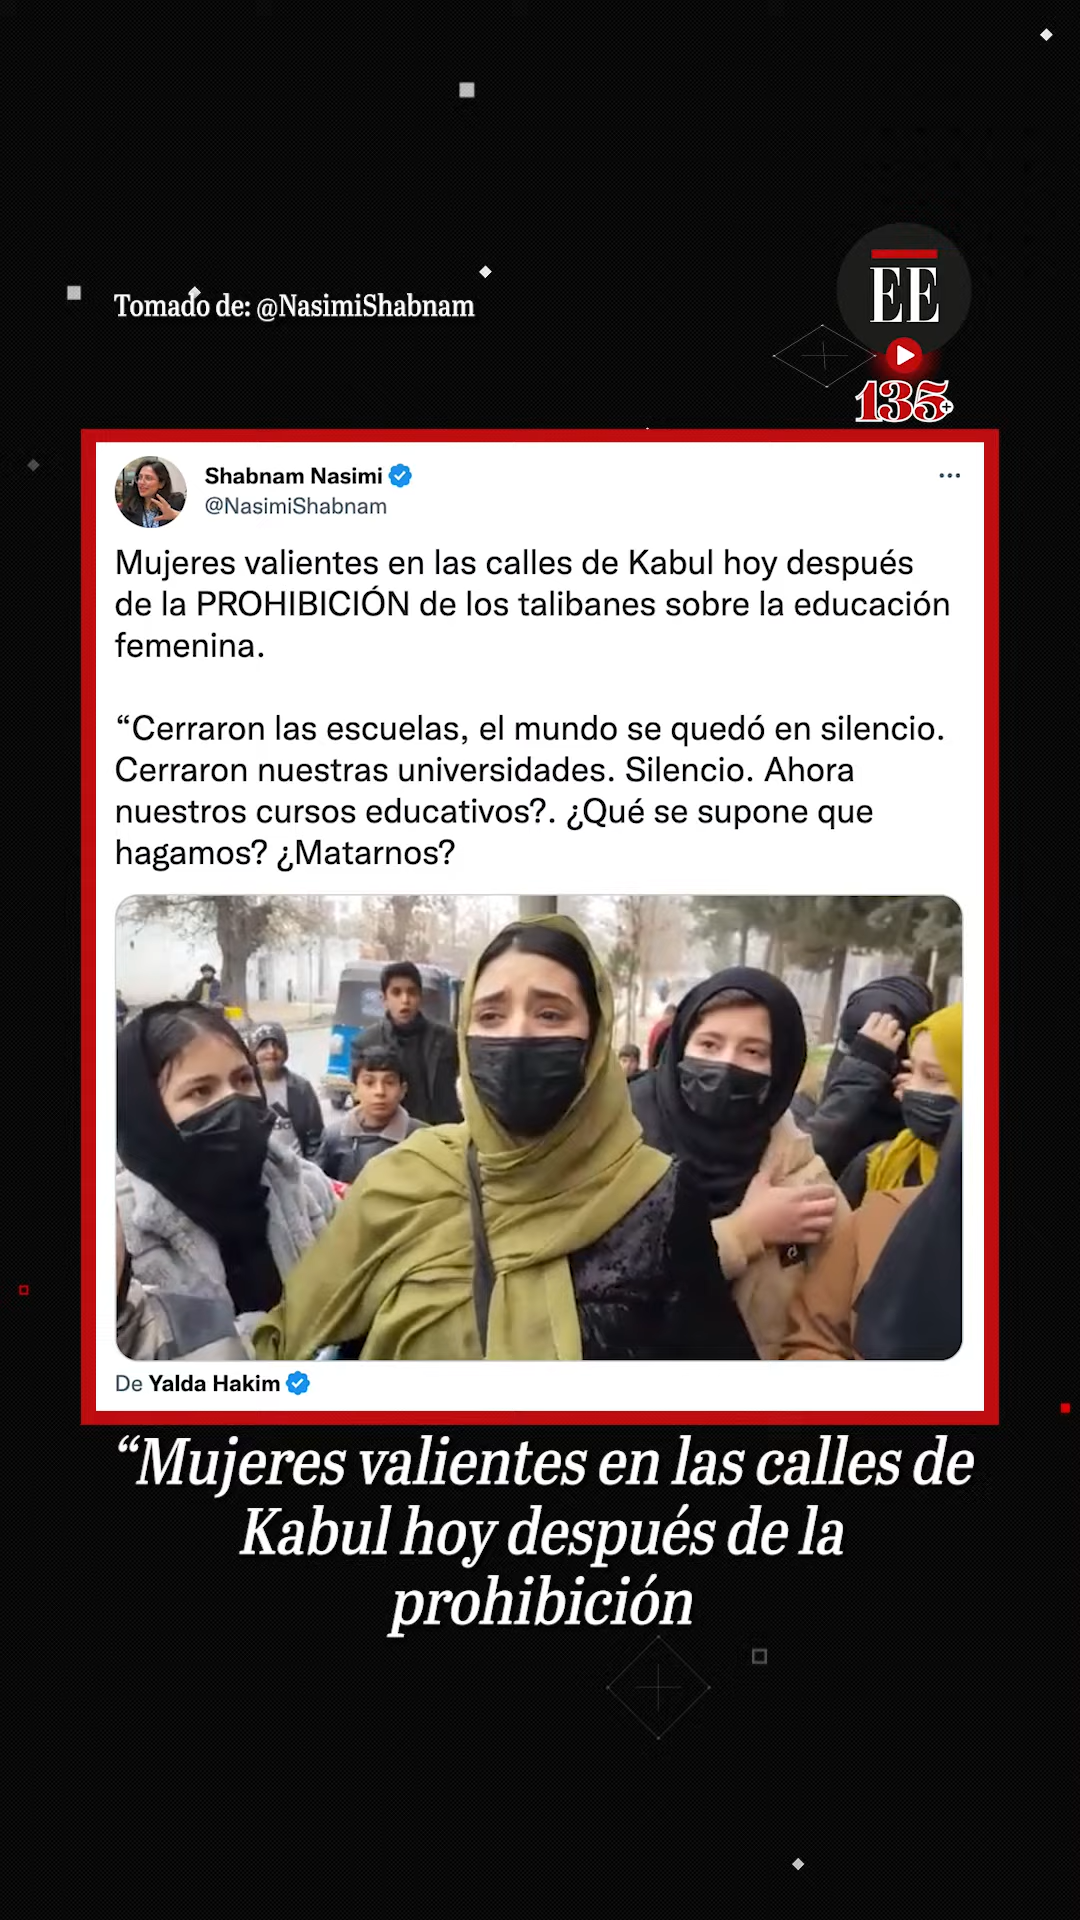 Tomado de: @NasimiShabnam
EE
135+
Shabnam Nasimi
@NasimiShabnam
Mujeres valientes en las calles de Kabul hoy después
de la PROHIBICIÓN de los talibanes sobre la educación
femenina.
“Cerraron las escuelas, el mundo se quedó en silencio.
Cerraron nuestras universidades. Silencio. Ahora
nuestros cursos educativos?. ¿Qué se supone que
hagamos? ¿Matarnos?
De Yalda Hakim
“Mujeres valientes en las calles de
Kabul hoy después de la
prohibición